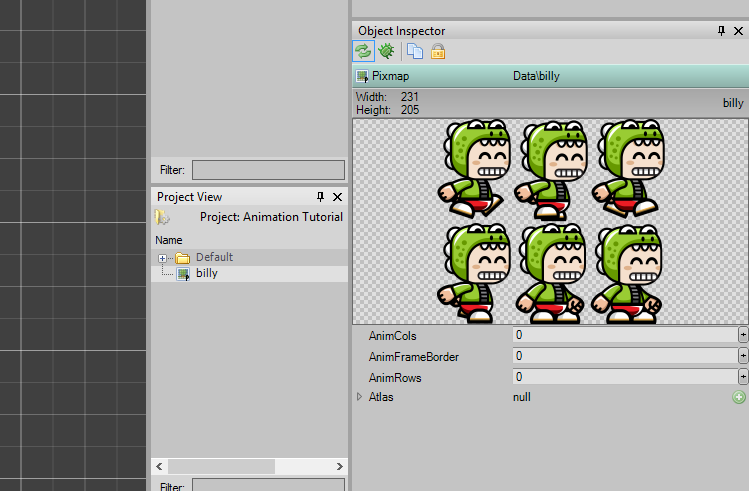 Object Inspector
Pixmap Data\billy
Width: 231
Height: 205
billy
Filter:
Project View
Project: Animation Tutorial
Name
Default
billy
AnimCols 0
AnimFrameBorder 0
AnimRows 0
Atlas null
Filter: